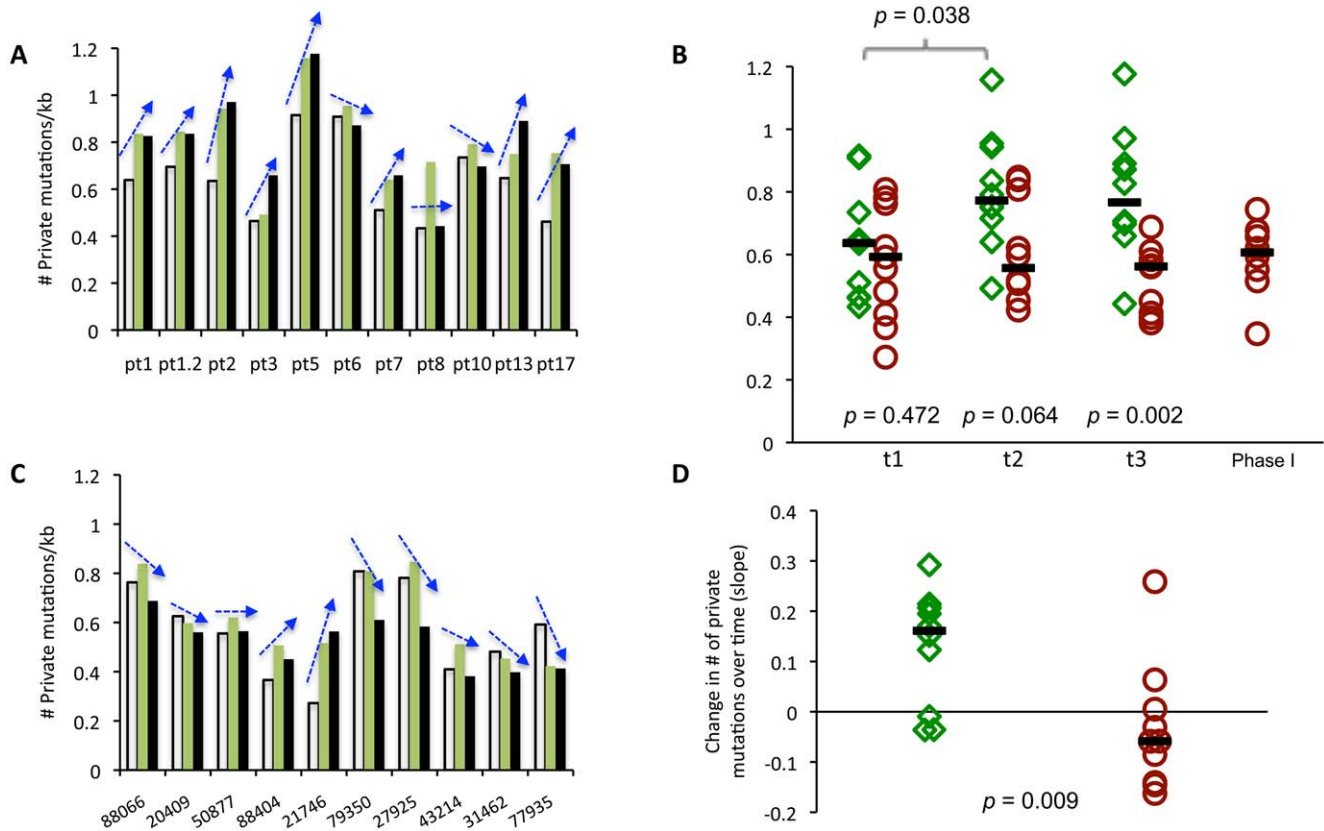 A
# Private mutations/kb
1.2
1
0.8
0.6
0.4
0.2
0
pt1 pt1.2 pt2 pt3 pt5 pt6 pt7 pt8 pt10 pt13 pt17
B
p = 0.038
1.2
1
0.8
0.6
0.4
0.2
0
p = 0.472 p = 0.064 p = 0.002
t1 t2 t3 Phase I
C
# Private mutations/kb
1.2
1
0.8
0.6
0.4
0.2
0
88066 20409 50877 88404 21746 79350 27925 43214 31462 77935
D
Change in # of private
mutations over time (slope)
0.4
0.3
0.2
0.1
0
-0.1
-0.2
p = 0.009